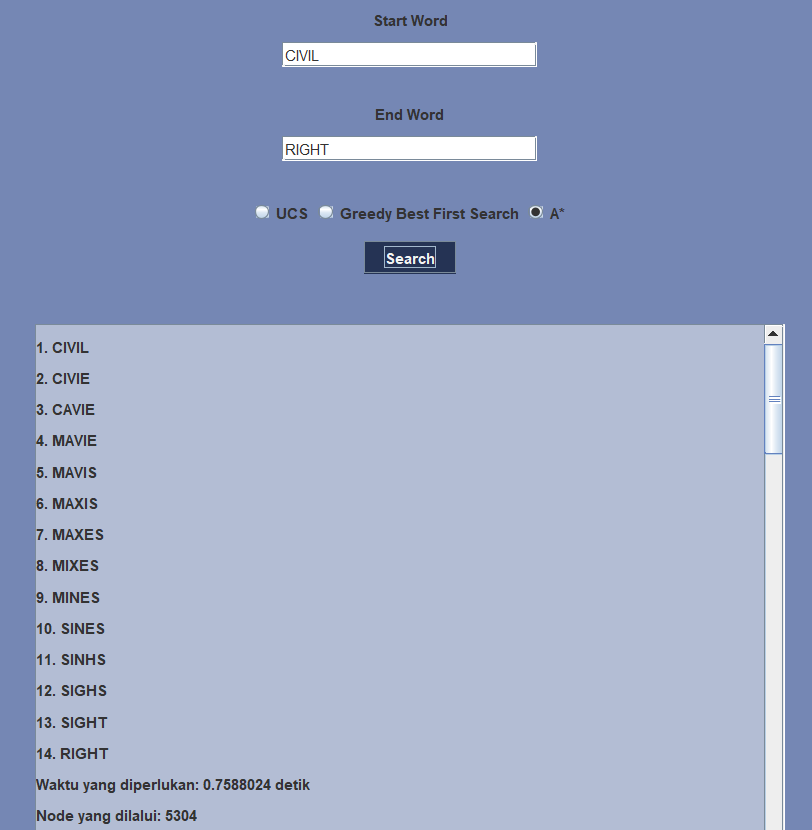 Start Word
CIVIL
End Word
RIGHT
UCS Greedy Best First Search A*
Search
1. CIVIL
2. CIVIE
3. CAVIE
4. MAVIE
5. MAVIS
6. MAXIS
7. MAXES
8. MIXES
9. MINES
10. SINES
11. SINHS
12. SIGHS
13. SIGHT
14. RIGHT
Waktu yang diperlukan: 0.7588024 detik
Node yang dilalui: 5304